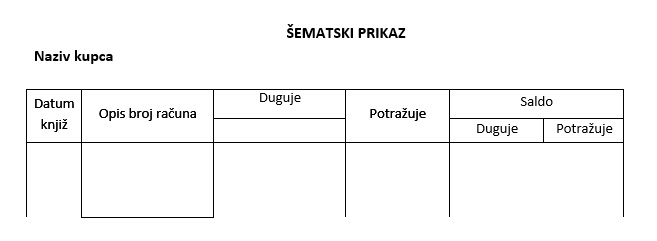 ŠEMATSKI PRIKAZ
Naziv kupca
Datum
knjiž
Opis broj računa
Duguje
Potražuje
Saldo
Duguje
Potražuje